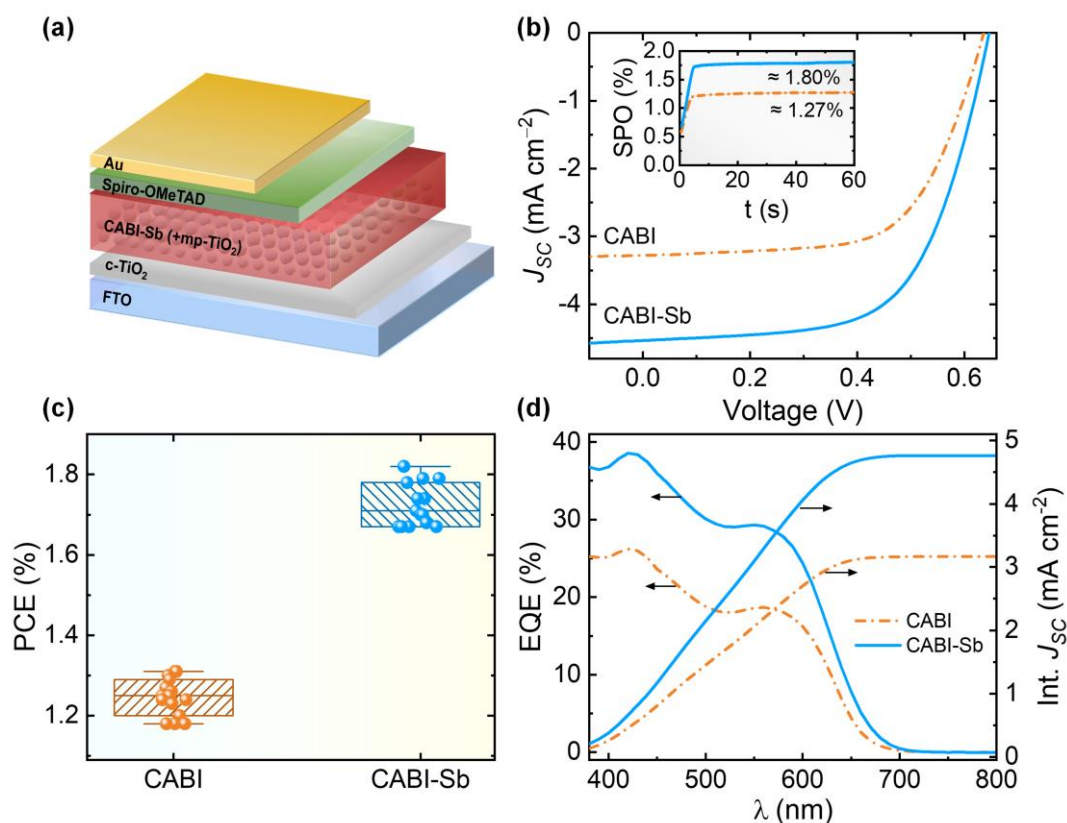 (a)
Au
Spiro-OMeTAD
CABI-Sb (+mp-TiO₂)
c-TiO₂
FTO
(b)
0
-1
-2
-3
-4
J_SC (mA cm⁻²)
0.0 0.2 0.4 0.6
Voltage (V)
CABI
CABI-Sb
2.0
1.5
1.0
0.5
0.0
SPO (%)
≈ 1.80%
≈ 1.27%
0 20 40 60
t (s)
(c)
1.8
1.6
1.4
1.2
PCE (%)
CABI CABI-Sb
(d)
40
30
20
10
0
EQE (%)
5
4
3
2
1
0
Int. J_SC (mA cm⁻²)
CABI
CABI-Sb
400 500 600 700 800
λ (nm)